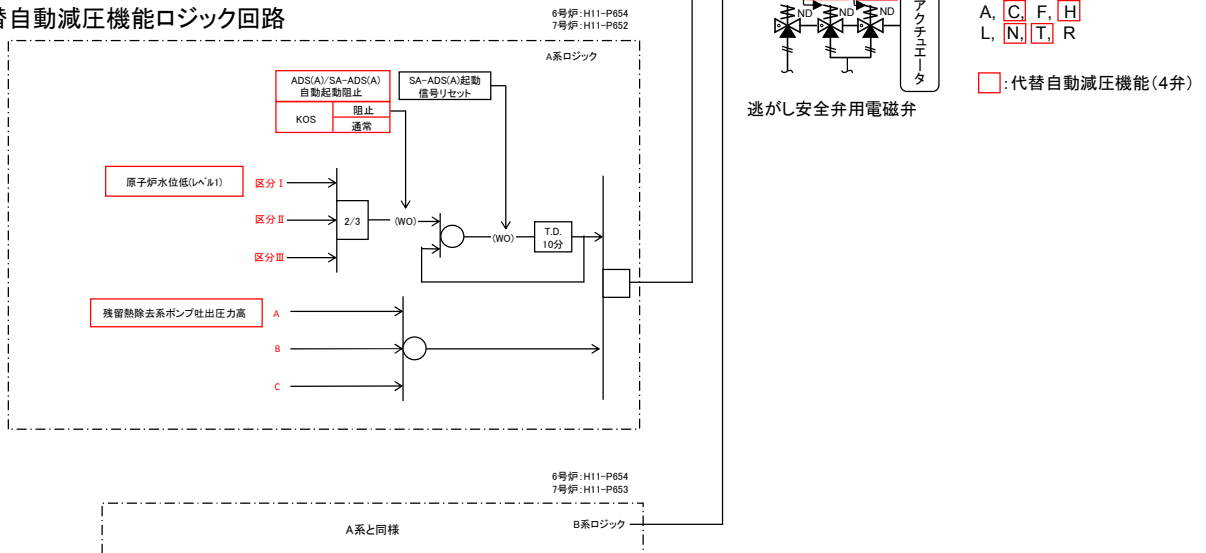 替自動減圧機能ロジック回路
6号炉:H11-P654
7号炉:H11-P652
A系ロジック
ADS(A)/SA-ADS(A)
自動起動阻止
KOS
阻止
通常
SA-ADS(A)起動
信号リセット
原子炉水位低(レベル1)
区分Ⅰ
区分Ⅱ
区分Ⅲ
2/3
(WO)
(WO)
T.D.
10分
残留熱除去系ポンプ吐出圧力高
A
B
C
6号炉:H11-P654
7号炉:H11-P653
B系ロジック
A系と同様
ND
ND
ND
アクチュエータ
逃がし安全弁用電磁弁
A, C, F, H
L, N, T, R
:代替自動減圧機能(4弁)